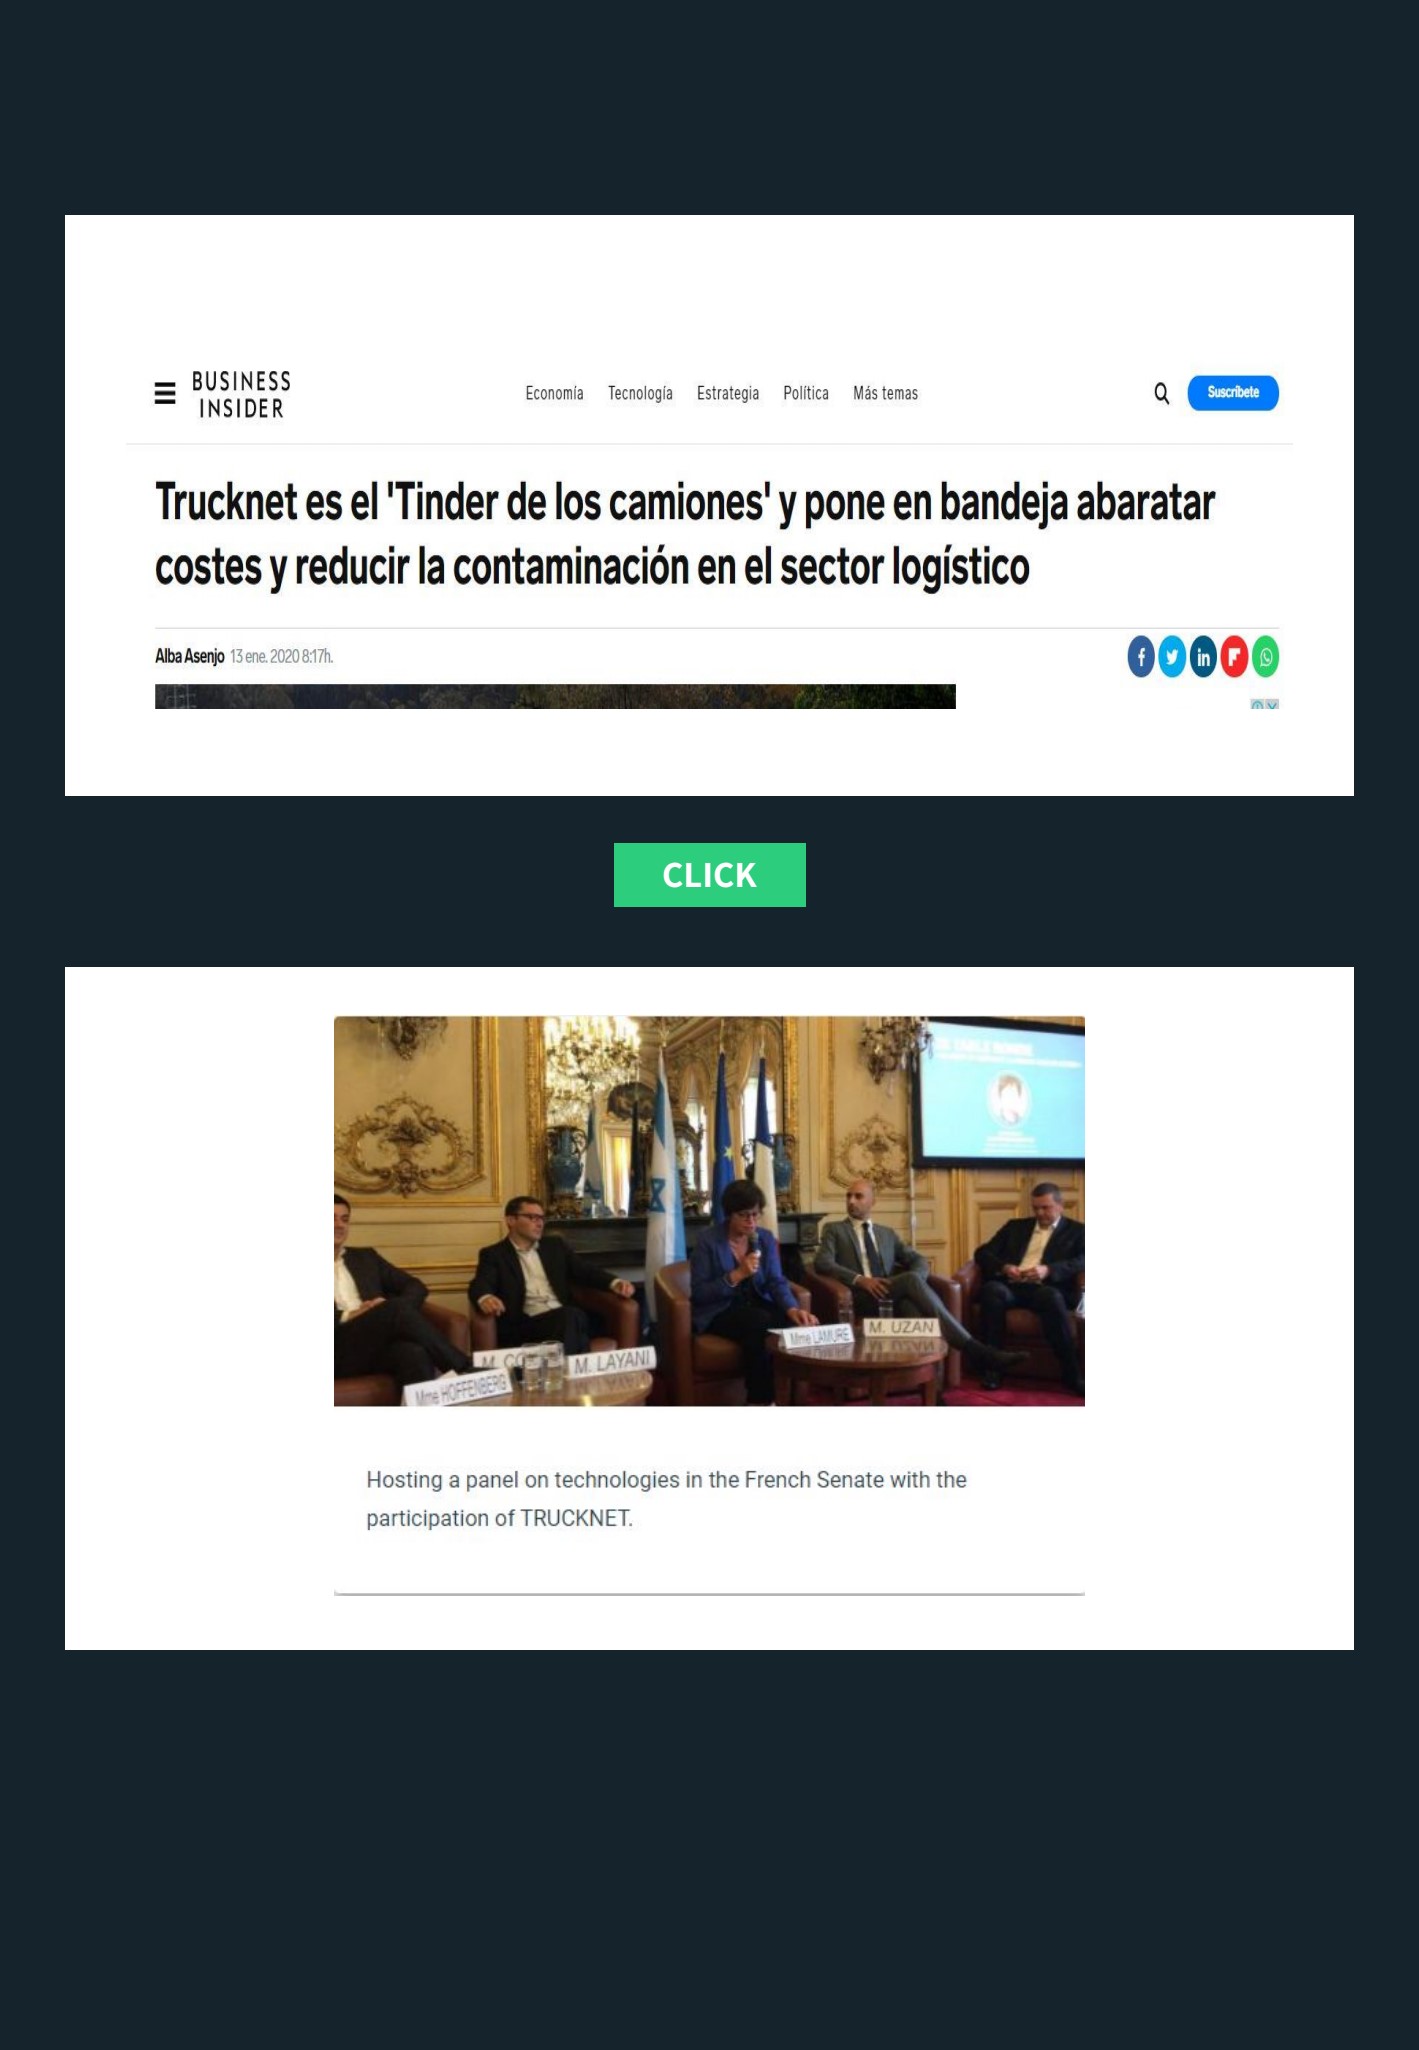 BUSINESS
INSIDER
Economía Tecnología Estrategia Política Más temas
Suscríbete
Trucknet es el 'Tinder de los camiones' y pone en bandeja abaratar
costes y reducir la contaminación en el sector logístico
Alba Asenjo 13 ene. 2020 8:17h.
CLICK
Mme LAMURE
M. UZAN
M. LAYANI
Mme HOFFENBERG
Hosting a panel on technologies in the French Senate with the
participation of TRUCKNET.